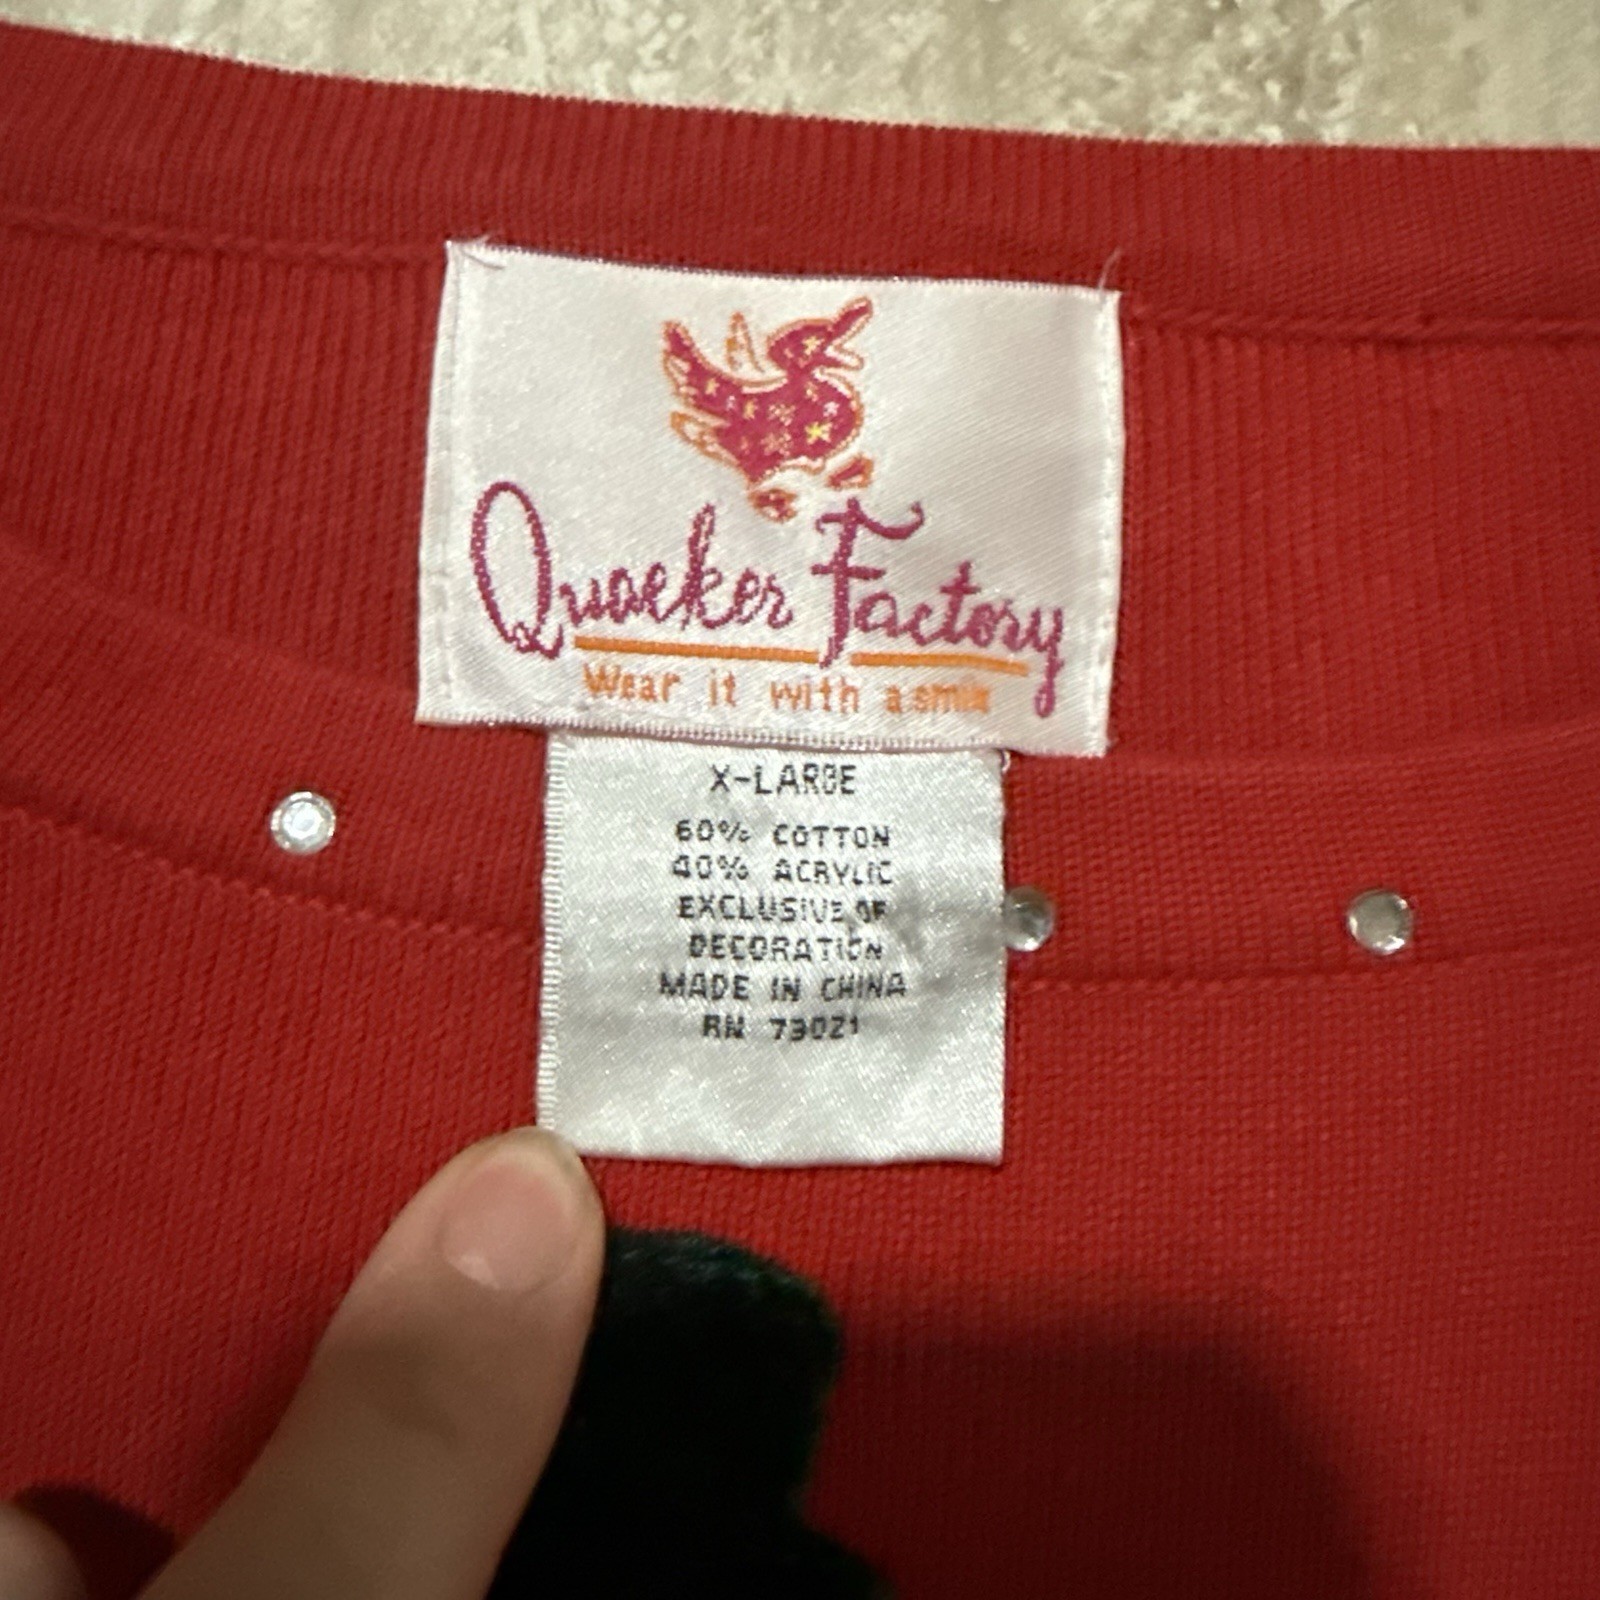 Quacker Factory
Wear it with a smile
X-LARGE
60% COTTON
40% ACRYLIC
EXCLUSIVE OF
DECORATION
MADE IN CHINA
RN 73021